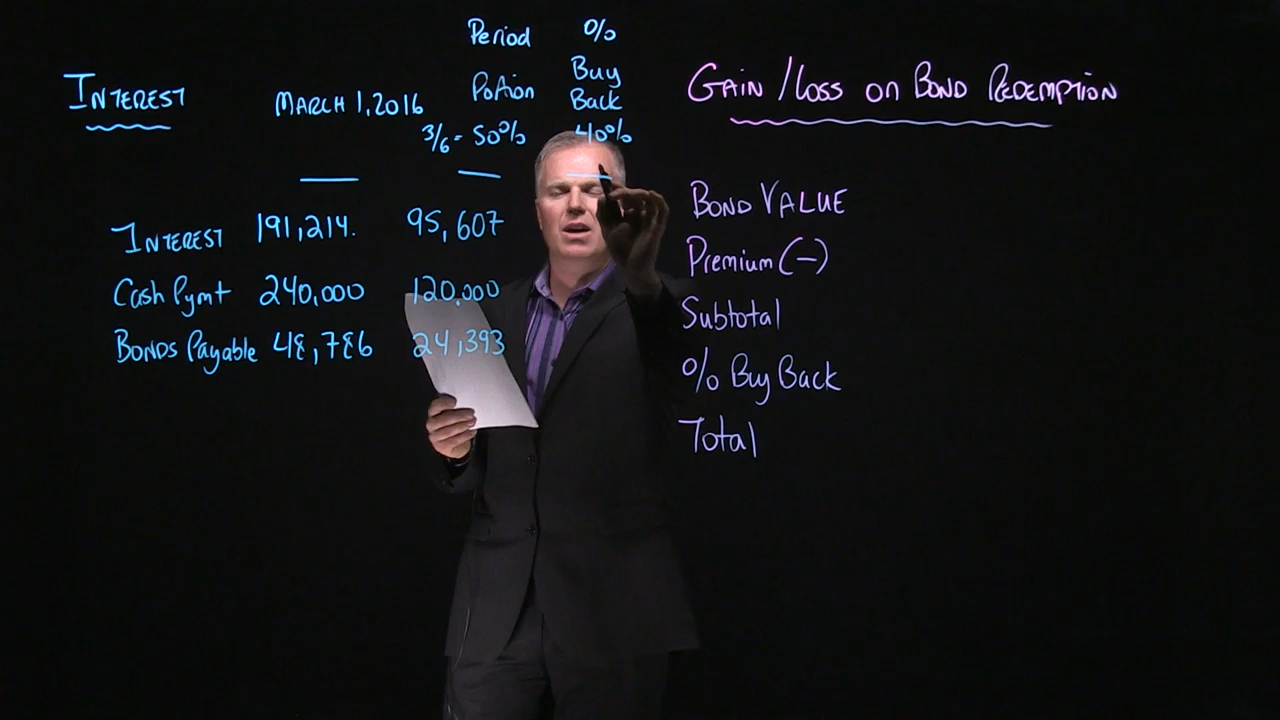 INTEREST
MARCH 1, 2016
Period
Potion
3/6 = 50%
%
Buy
Back
40%
INTEREST 191,214. 95,607
Cash Pymt 240,000 120,000
BONDS Payable 48,786 24,393
GAIN / LOSS ON BOND REDEMPTION
BOND VALUE
Premium (-)
Subtotal
% Buy Back
Total